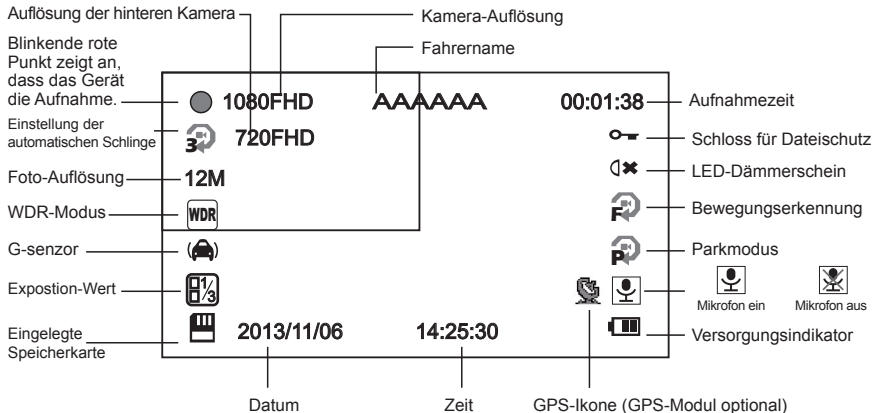 Auflösung der hinteren Kamera
Kamera-Auflösung
Blinkende rote
Punkt zeigt an,
dass das Gerät
die Aufnahme.
Fahrername
1080FHD AAAAAA 00:01:38
Aufnahmezeit
Einstellung der
automatischen Schlinge
3 720FHD
Schloss für Dateischutz
LED-Dämmerschein
Foto-Auflösung
12M
WDR-Modus
WDR
F
Bewegungserkennung
G-senzor
P
Parkmodus
Expostion-Wert
1/3
Mikrofon ein Mikrofon aus
Eingelegte
Speicherkarte
2013/11/06 14:25:30
Versorgungsindikator
Datum Zeit GPS-Ikone (GPS-Modul optional)